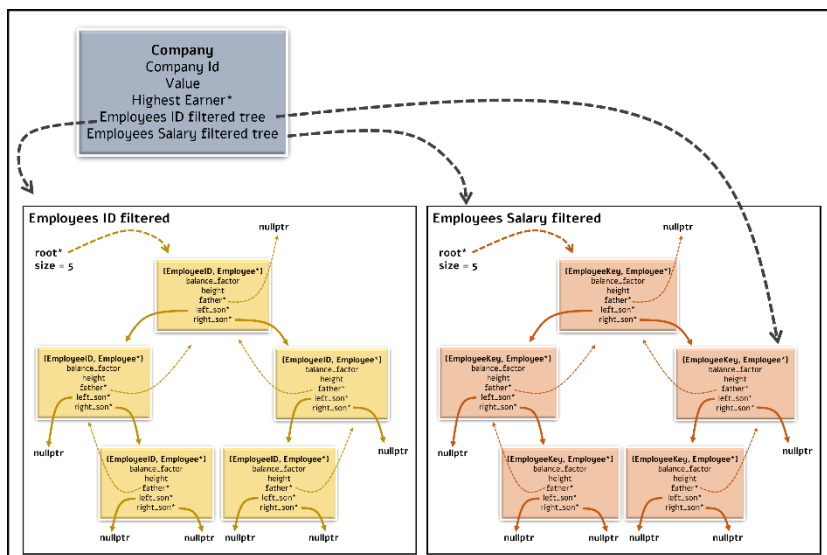 Company
Company Id
Value
Highest Earner*
Employees ID filtered tree
Employees Salary filtered tree
Employees ID filtered
nullptr
root*
size = 5
{EmployeeID, Employee*}
balance_factor
height
father*
left_son*
right_son*
{EmployeeID, Employee*}
balance_factor
height
father*
left_son*
right_son*
{EmployeeID, Employee*}
balance_factor
height
father*
left_son*
right_son*
nullptr
nullptr
{EmployeeID, Employee*}
balance_factor
height
father*
left_son*
right_son*
{EmployeeID, Employee*}
balance_factor
height
father*
left_son*
right_son*
nullptr
nullptr
nullptr
nullptr
Employees Salary filtered
nullptr
root*
size = 5
{EmployeeKey, Employee*}
balance_factor
height
father*
left_son*
right_son*
{EmployeeKey, Employee*}
balance_factor
height
father*
left_son*
right_son*
{EmployeeKey, Employee*}
balance_factor
height
father*
left_son*
right_son*
nullptr
nullptr
{EmployeeKey, Employee*}
balance_factor
height
father*
left_son*
right_son*
{EmployeeKey, Employee*}
balance_factor
height
father*
left_son*
right_son*
nullptr
nullptr
nullptr
nullptr